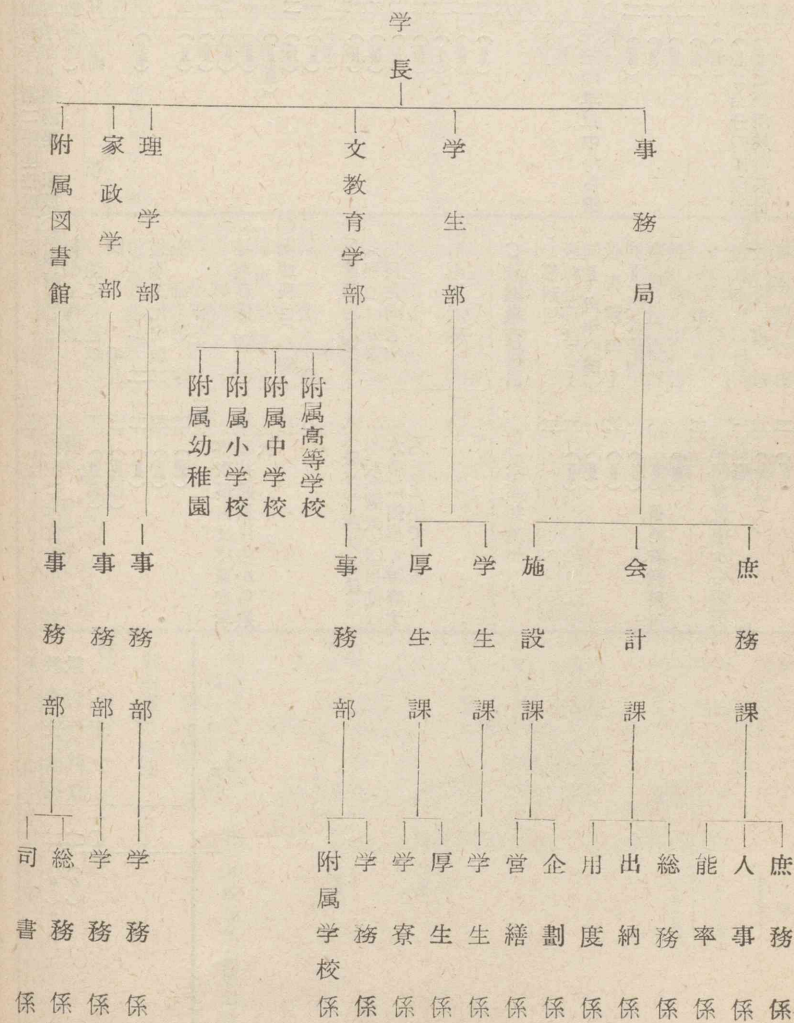 学長
事務局
学生部
文教育学部
理学部
家政学部
附属図書館
附属高等学校
附属中学校
附属小学校
附属幼稚園
庶務課
会計課
施設課
学生課
厚生課
事務部
事務部
事務部
事務部
庶務係
人事係
能率係
総務係
出納係
用度係
企劃係
営繕係
学生係
厚生係
学寮係
学務係
附属学校係
学務係
学務係
総務係
司書係